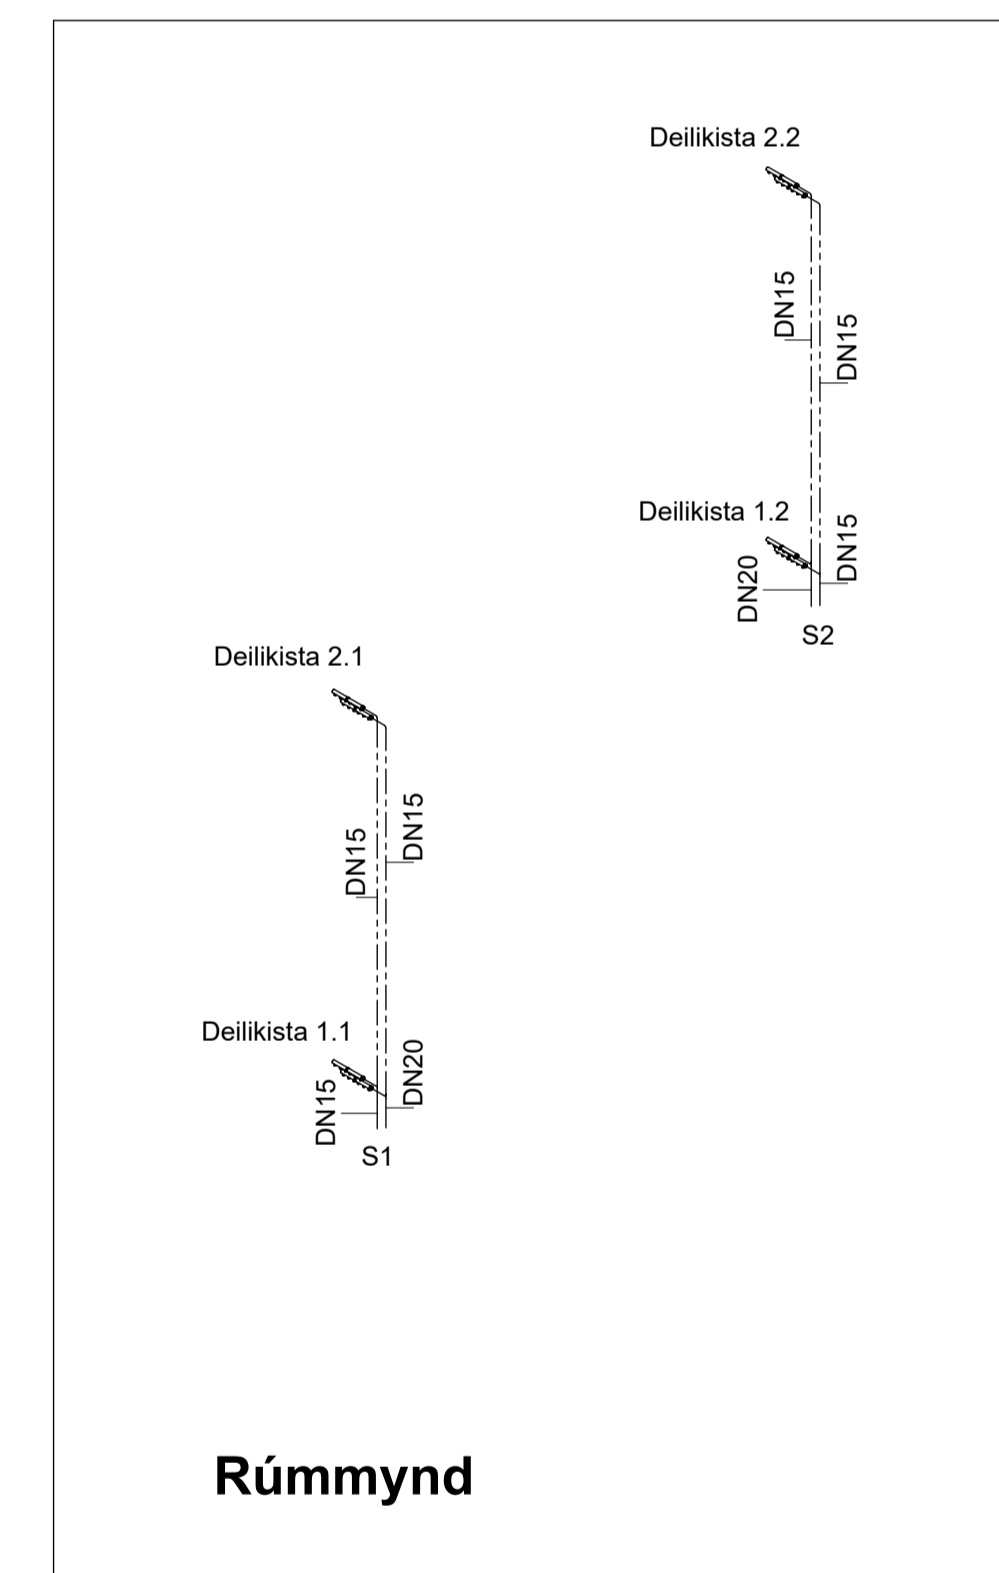 Deilikista 2.2
DN15
DN15
Deilikista 1.2
DN15
DN20
S2
Deilikista 2.1
DN15
DN15
Deilikista 1.1
DN20
DN15
S1
Rúmmynd